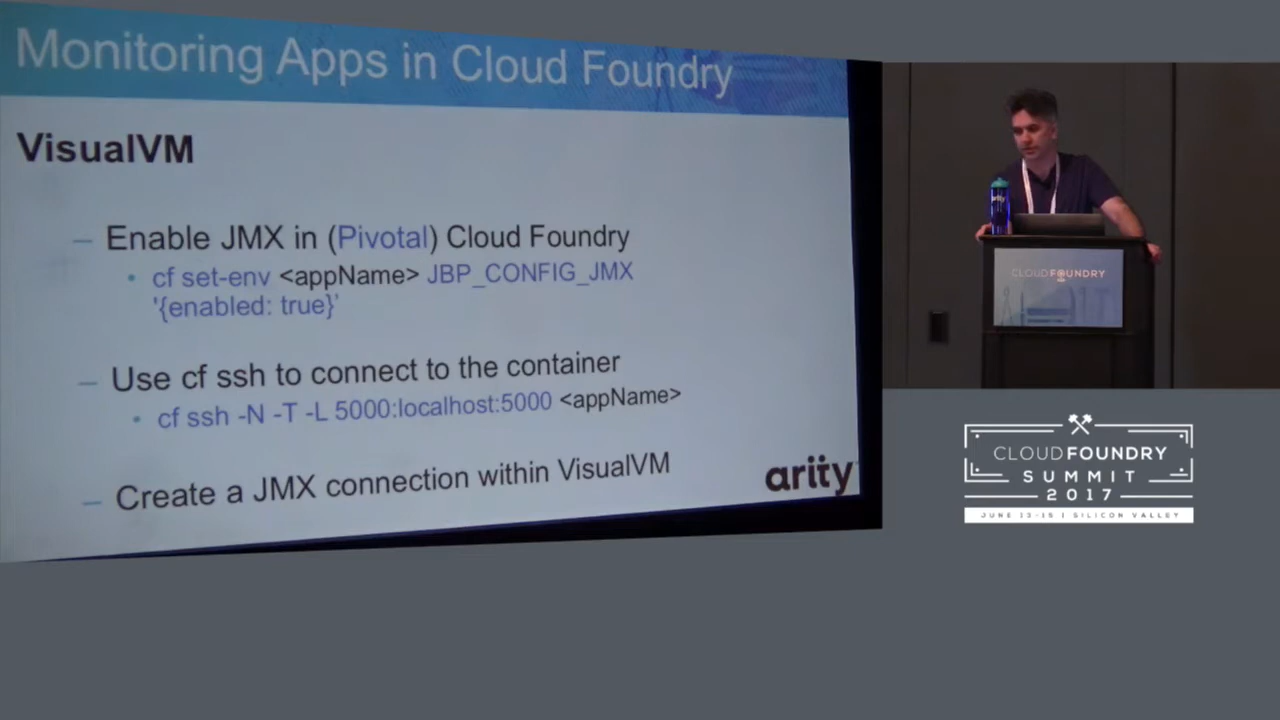 Monitoring Apps in Cloud Foundry
VisualVM
– Enable JMX in (Pivotal) Cloud Foundry
• cf set-env <appName> JBP_CONFIG_JMX
'{enabled: true}'
– Use cf ssh to connect to the container
• cf ssh -N -T -L 5000:localhost:5000 <appName>
– Create a JMX connection within VisualVM
arity
arity
CLOUDFOUNDRY
CLOUDFOUNDRY
SUMMIT
2017
JUNE 13-15 | SILICON VALLEY